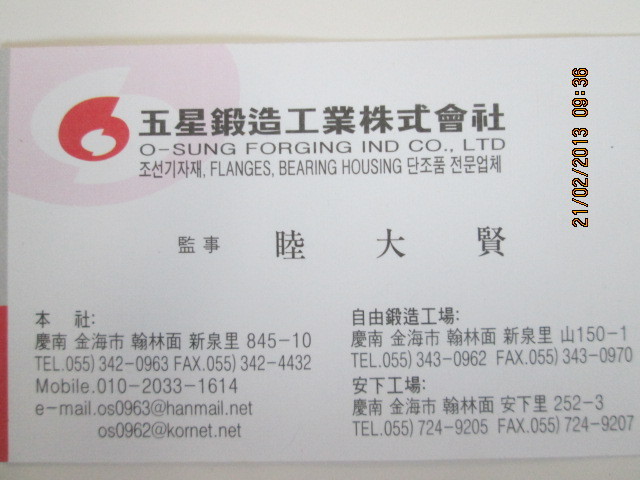 五星鍛造工業株式會社
O-SUNG FORGING IND CO., LTD
조선기자재, FLANGES, BEARING HOUSING 단조품 전문업체
監事 睦大賢
本 社:
慶南 金海市 翰林面 新泉里 845-10
TEL.055) 342-0963 FAX.055) 342-4432
Mobile.010-2033-1614
e-mail.os0963@hanmail.net
os0962@kornet.net
自由鍛造工場:
慶南 金海市 翰林面 新泉里 山150-1
TEL.055) 343-0962 FAX.055) 343-0970
安下工場:
慶南 金海市 翰林面 安下里 252-3
TEL.055) 724-9205 FAX.055) 724-9207
21/02/2013 09:36